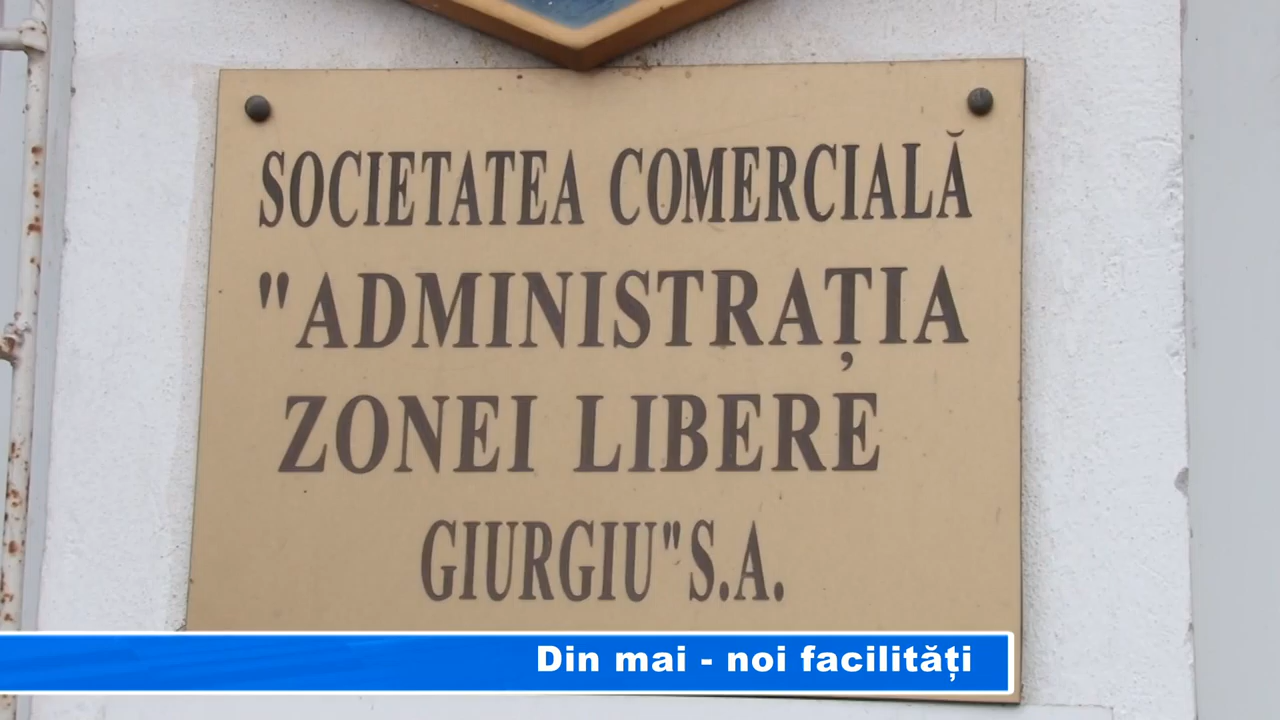 SOCIETATEA COMERCIALĂ
"ADMINISTRAȚIA
ZONEI LIBERE
GIURGIU" S.A.
Din mai - noi facilități